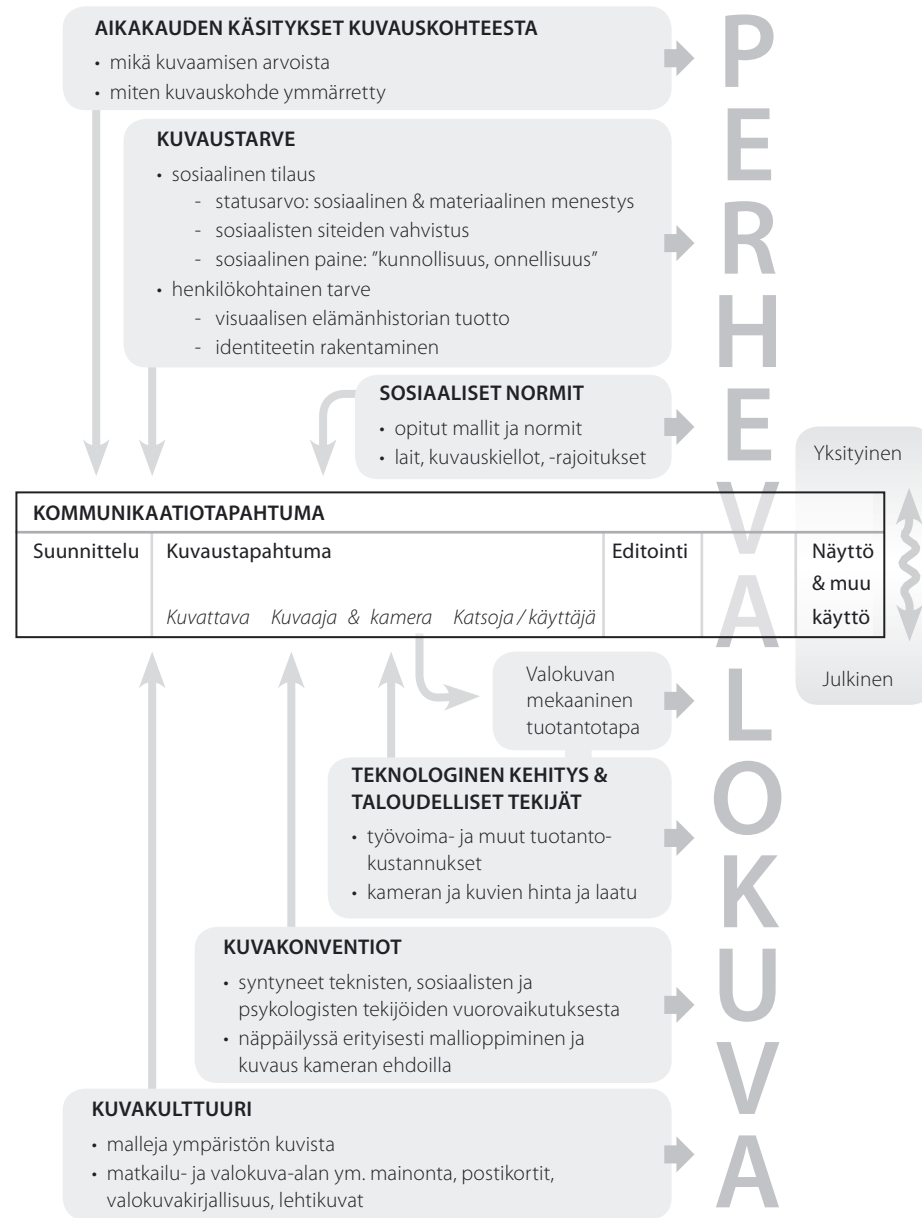 AIKAKAUDEN KÄSITYKSET KUVAUSKOHTEESTA
• mikä kuvaamisen arvoista
• miten kuvauskohde ymmärretty
KUVAUSTARVE
• sosiaalinen tilaus
- statusarvo: sosiaalinen & materiaalinen menestys
- sosiaalisten siteiden vahvistus
- sosiaalinen paine: ”kunnollisuus, onnellisuus”
• henkilökohtainen tarve
- visuaalisen elämänhistorian tuotto
- identiteetin rakentaminen
SOSIAALISET NORMIT
• opitut mallit ja normit
• lait, kuvauskiellot, -rajoitukset
KOMMUNIKAATIOTAPAHTUMA
Suunnittelu
Kuvaustapahtuma
Kuvattava Kuvaaja & kamera Katsoja / käyttäjä
Editointi
Näyttö
& muu
käyttö
Yksityinen
Julkinen
Valokuvan
mekaaninen
tuotantotapa
TEKNOLOGINEN KEHITYS &
TALOUDELLISET TEKIJÄT
• työvoima- ja muut tuotanto-
kustannukset
• kameran ja kuvien hinta ja laatu
KUVAKONVENTIOT
• syntyneet teknisten, sosiaalisten ja
psykologisten tekijöiden vuorovaikutuksesta
• näppäilyssä erityisesti mallioppiminen ja
kuvaus kameran ehdoilla
KUVAKULTTUURI
• malleja ympäristön kuvista
• matkailu- ja valokuva-alan ym. mainonta, postikortit,
valokuvakirjallisuus, lehtikuvat
PERHEVALOKUVA